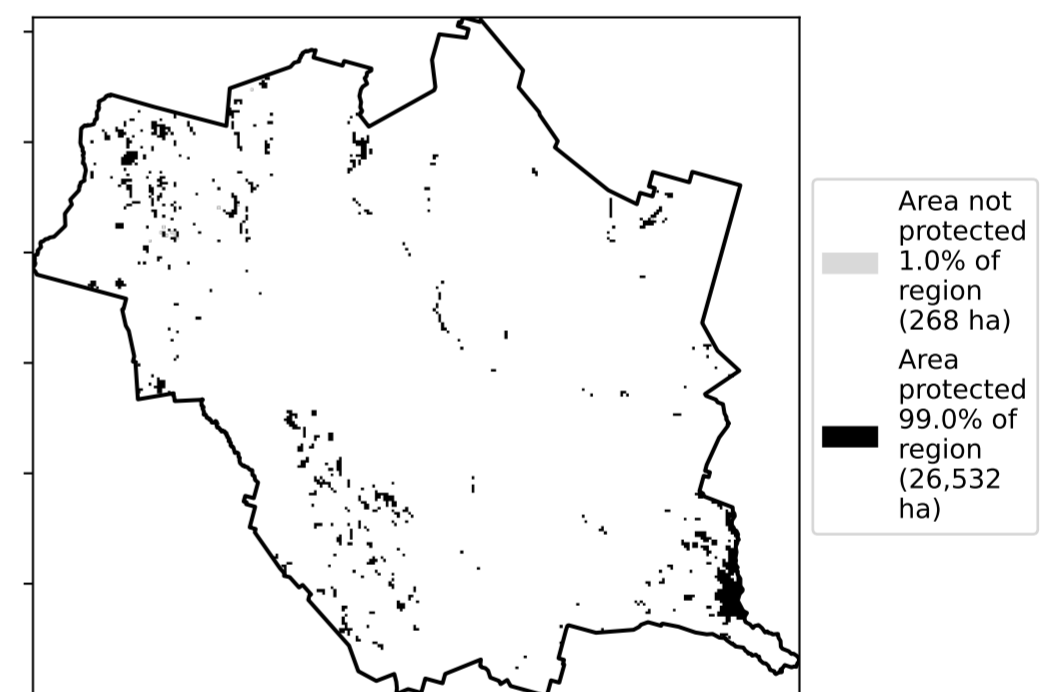 Area not
protected
1.0% of
region
(268 ha)
Area
protected
99.0% of
region
(26,532
ha)